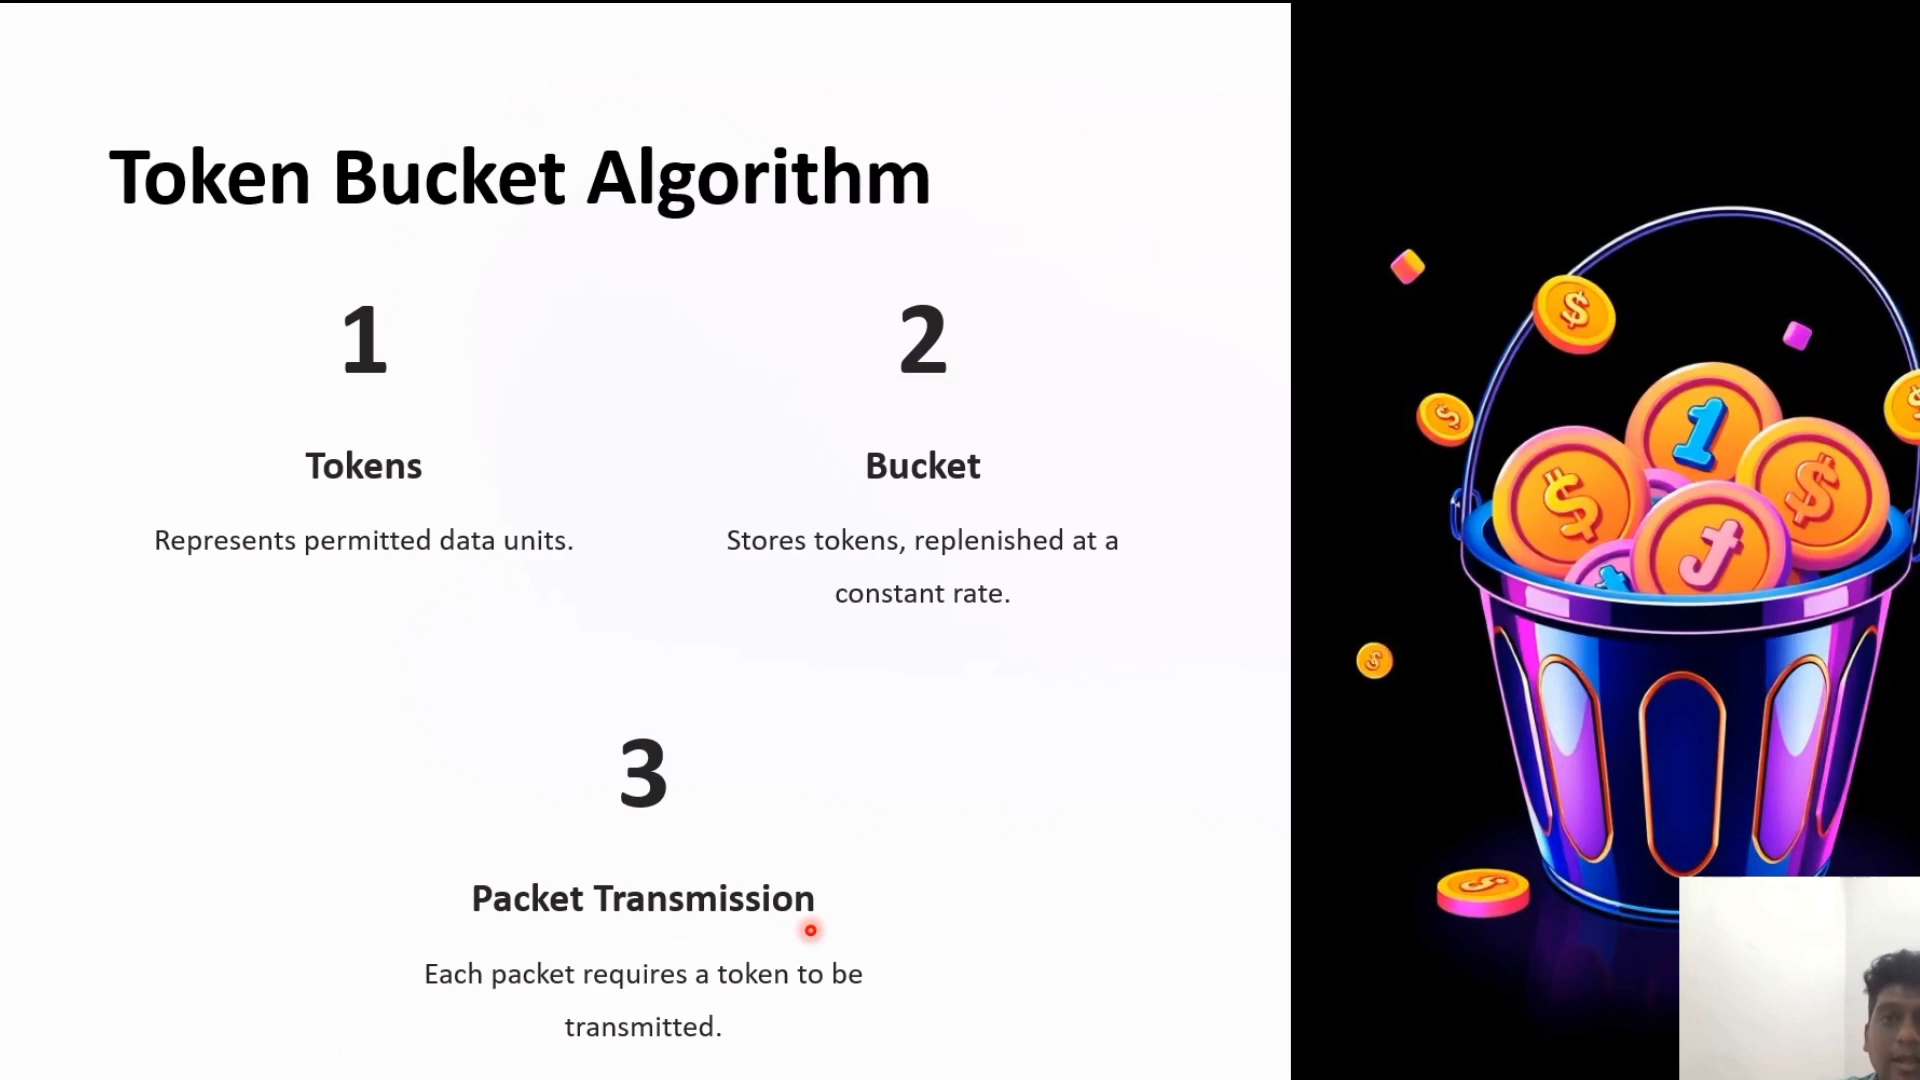 Token Bucket Algorithm
1
2
Tokens
Bucket
Represents permitted data units.
Stores tokens, replenished at a
constant rate.
3
Packet Transmission
Each packet requires a token to be
transmitted.
$
$
$
1
$
$
t
t
$